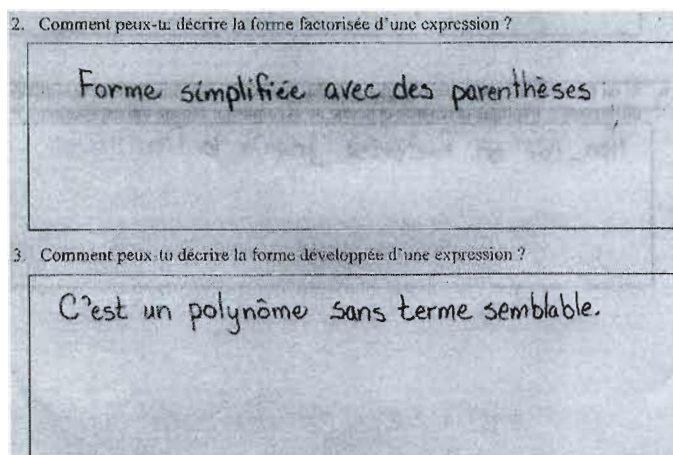 2. Comment peux-tu décrire la forme factorisée d'une expression ?
Forme simplifiée avec des parenthèses
3. Comment peux-tu décrire la forme développée d'une expression ?
C'est un polynôme sans terme semblable.